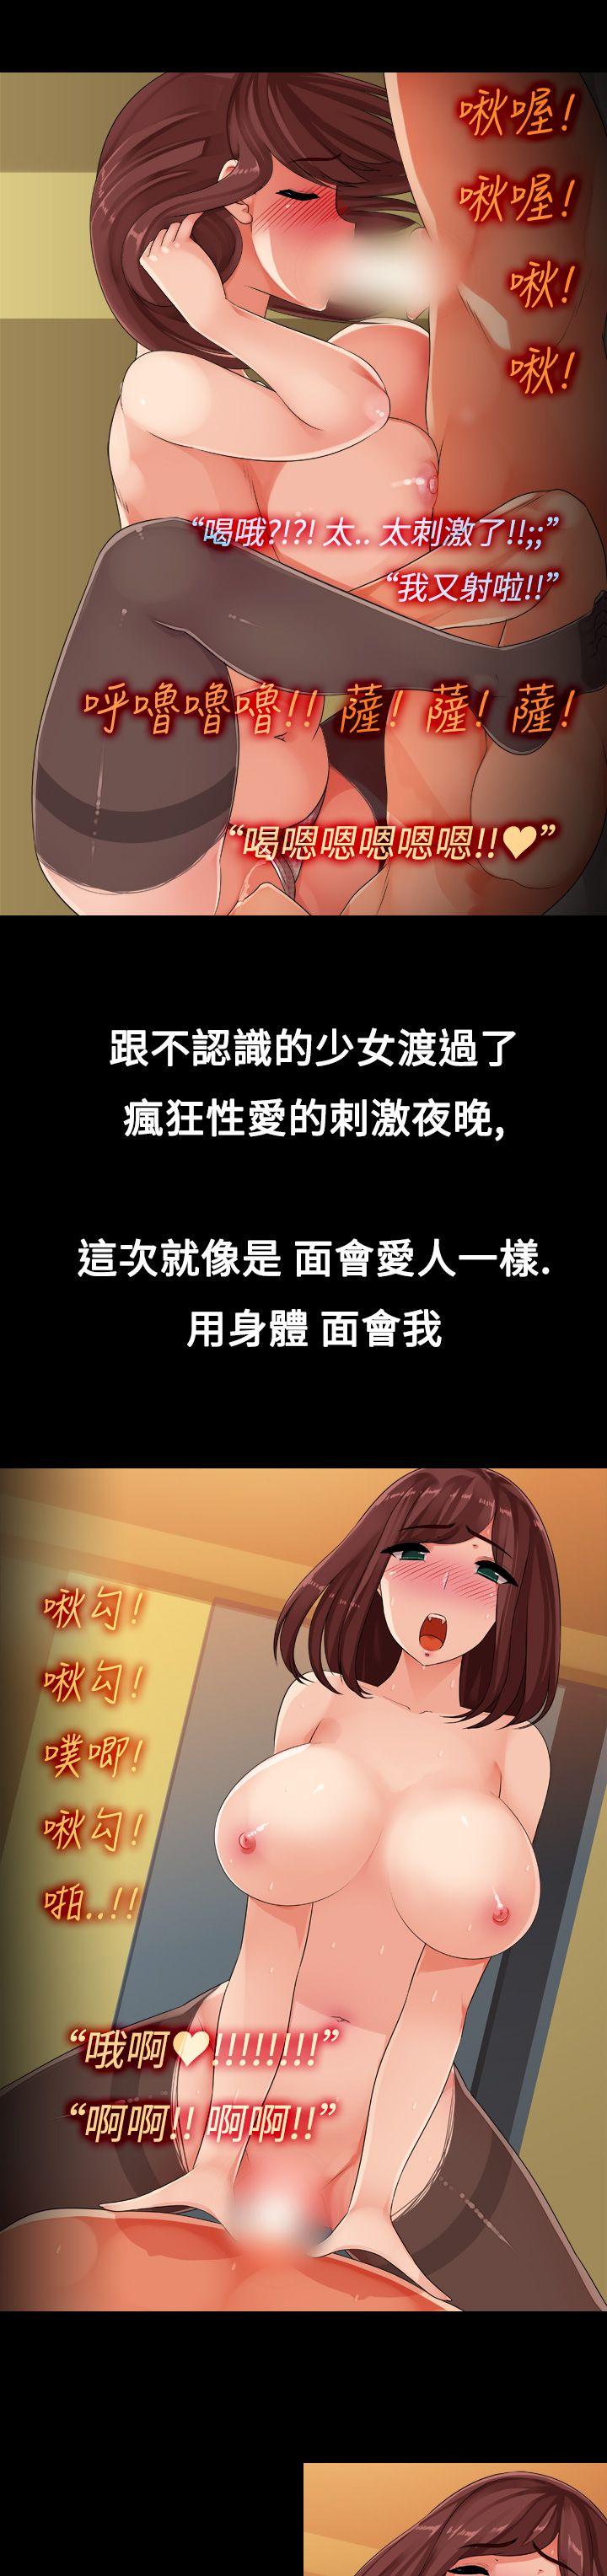 啾喔!
啾喔!
啾!
啾!
“喝哦?!?! 太.. 太刺激了!!;;”
“我又射啦!!”
呼嚕嚕嚕!! 薩! 薩! 薩!
“喝嗯嗯嗯嗯嗯!!♥”
跟不認識的少女渡過了
瘋狂性愛的刺激夜晚,
這次就像是 面會愛人一樣.
用身體 面會我
啾勾!
啾勾!
噗唧!
啾勾!
啪..!!
“哦啊♥!!!!!!!!”
“啊啊!! 啊啊!!”